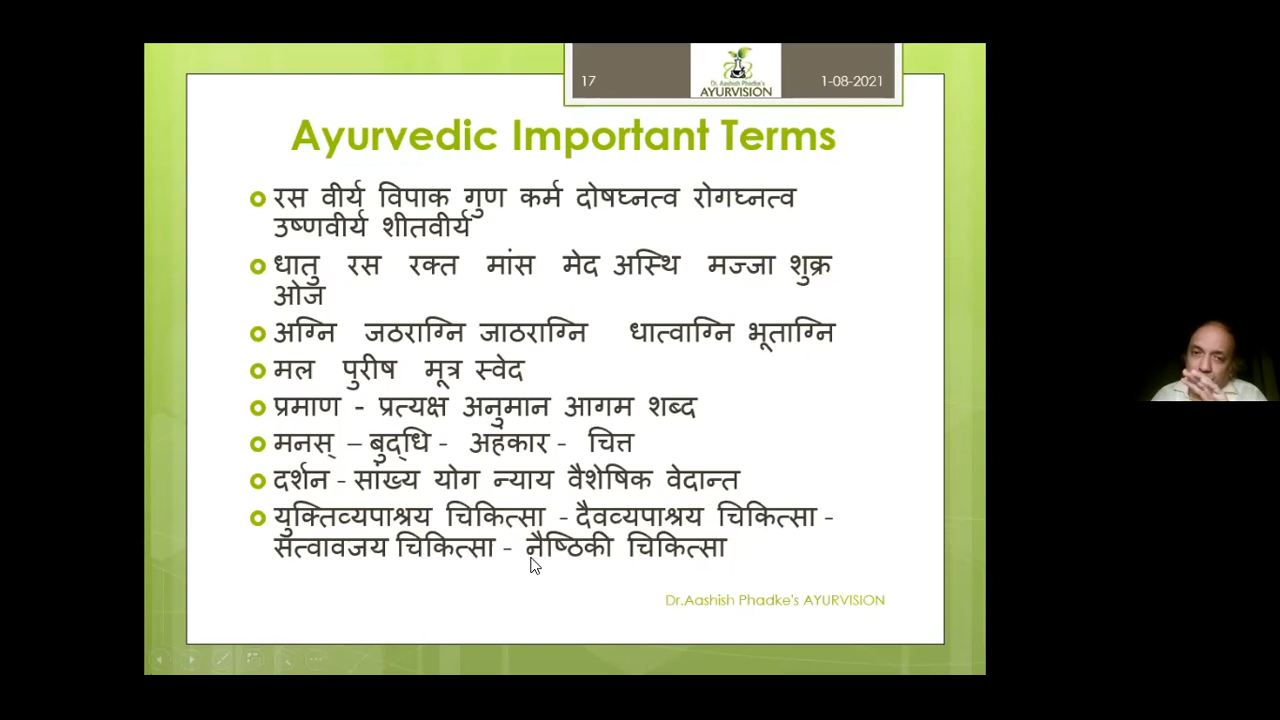 17
Dr. Aashish Phadke's
AYURVISION
1-08-2021
Ayurvedic Important Terms
रस वीर्य विपाक गुण कर्म दोषघ्नत्व रोगघ्नत्व
उष्णवीर्य शीतवीर्य
धातु रस रक्त मांस मेद अस्थि मज्जा शुक्र
ओज
अग्नि जठराग्नि जाठराग्नि धात्वाग्नि भूताग्नि
मल पुरीष मूत्र स्वेद
प्रमाण - प्रत्यक्ष अनुमान आगम शब्द
मनस् – बुद्धि - अहंकार - चित्त
दर्शन - सांख्य योग न्याय वैशेषिक वेदान्त
युक्तिव्यपाश्रय चिकित्सा - दैवव्यपाश्रय चिकित्सा -
सत्वावजय चिकित्सा - नैष्ठिकी चिकित्सा
Dr.Aashish Phadke's AYURVISION